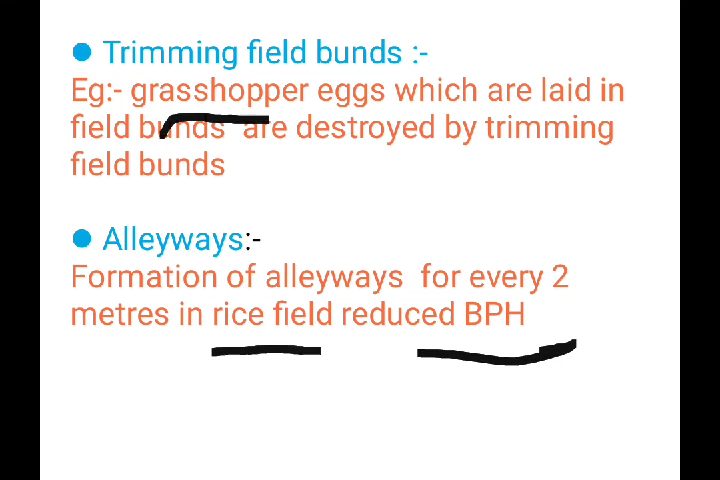 Trimming field bunds :-
Eg:- grasshopper eggs which are laid in
field bunds are destroyed by trimming
field bunds
Alleyways:-
Formation of alleyways for every 2
metres in rice field reduced BPH